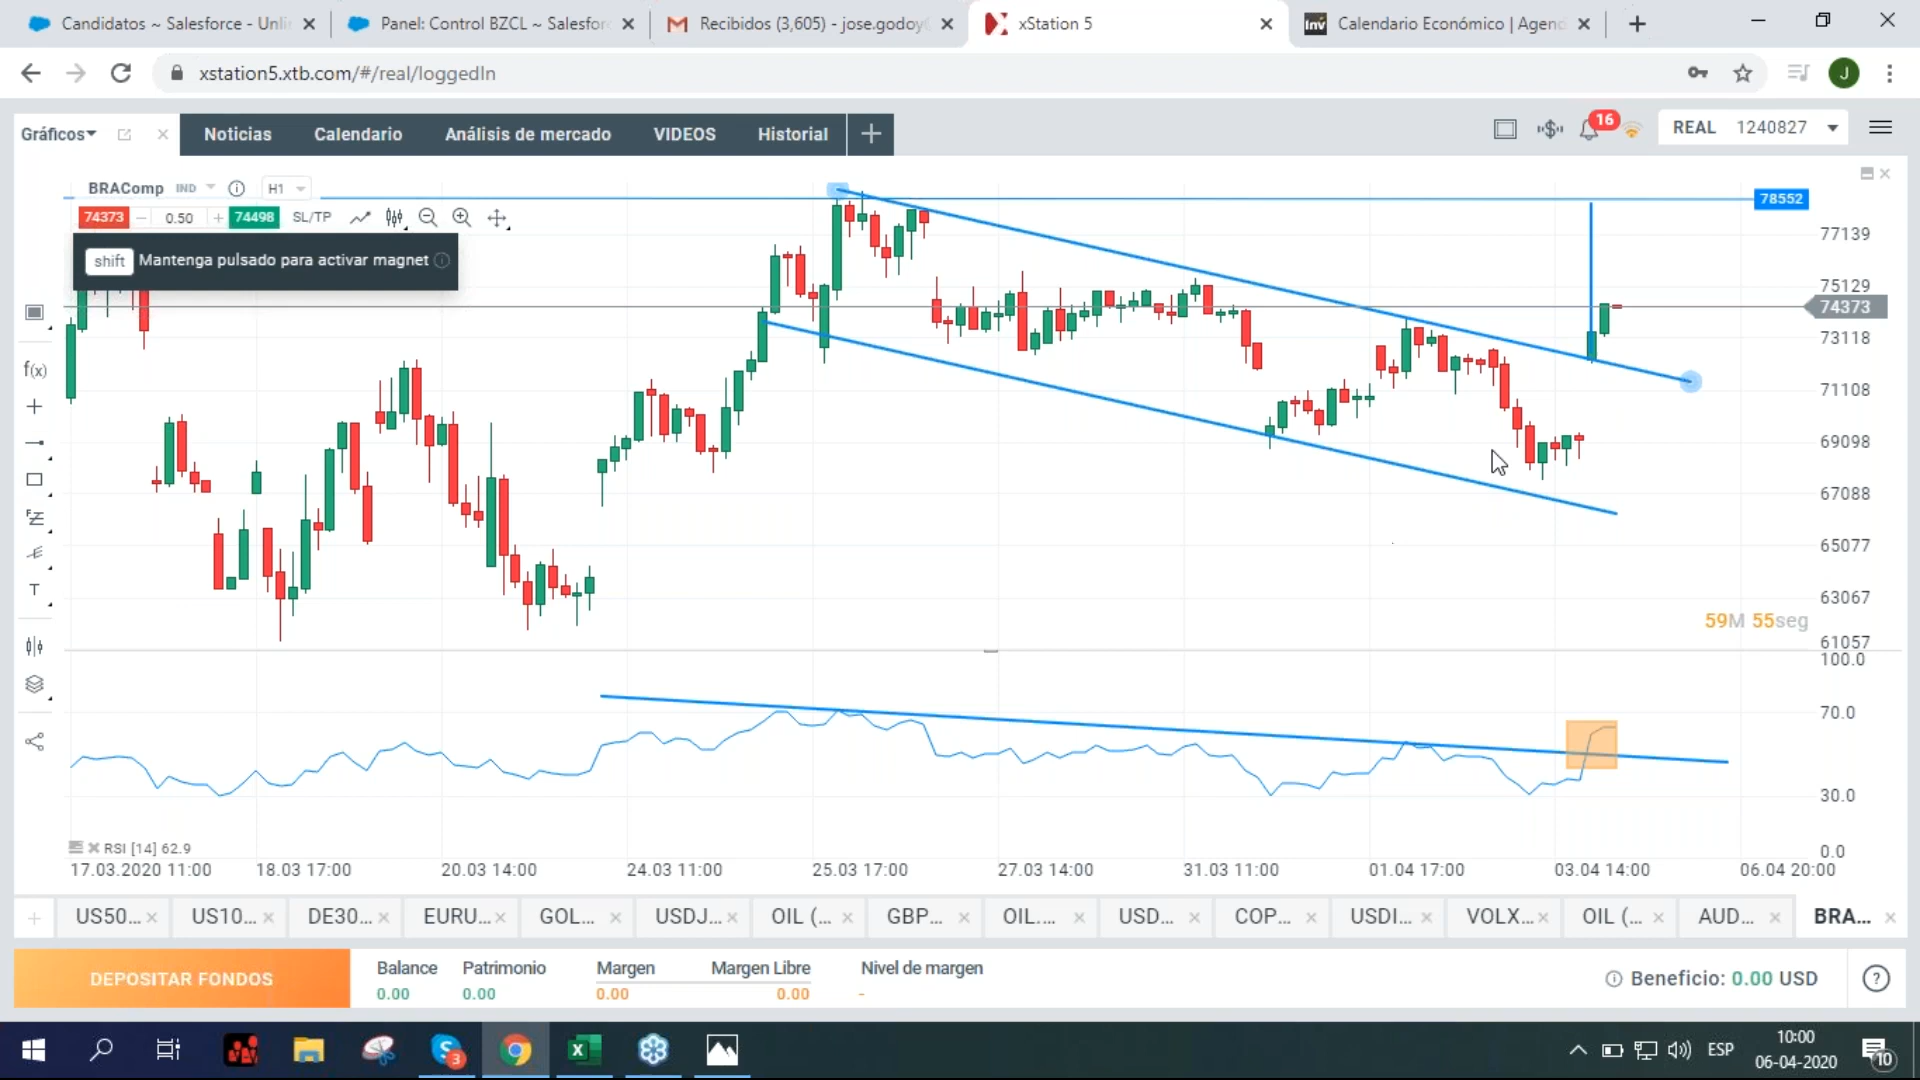 Candidatos ~ Salesforce - Unli
Panel: Control BZCL ~ Salesforc
Recibidos (3,605) - jose.godoy
xStation 5
Inv
Calendario Económico | Agend
xstation5.xtb.com/#/real/loggedIn
J
Gráficos
Noticias
Calendario
Análisis de mercado
VIDEOS
Historial
16
REAL 1240827
BRAComp IND
H1
74373
0.50
74498
SL/TP
shift
Mantenga pulsado para activar magnet
f(x)
T
78552
77139
75129
74373
73118
71108
69098
67088
65077
63067
61057
59M 55seg
100.0
70.0
30.0
0.0
RSI [14] 62.9
17.03.2020 11:00
18.03 17:00
20.03 14:00
24.03 11:00
25.03 17:00
27.03 14:00
31.03 11:00
01.04 17:00
03.04 14:00
06.04 20:00
US50...
US10...
DE30...
EURU...
GOL...
USDJ...
OIL (...
GBP...
OIL....
USD...
COP...
USDI...
VOLX...
OIL (...
AUD...
BRA...
DEPOSITAR FONDOS
Balance
0.00
Patrimonio
0.00
Margen
0.00
Margen Libre
0.00
Nivel de margen
-
Beneficio: 0.00 USD
3
ESP
10:00
06-04-2020
10